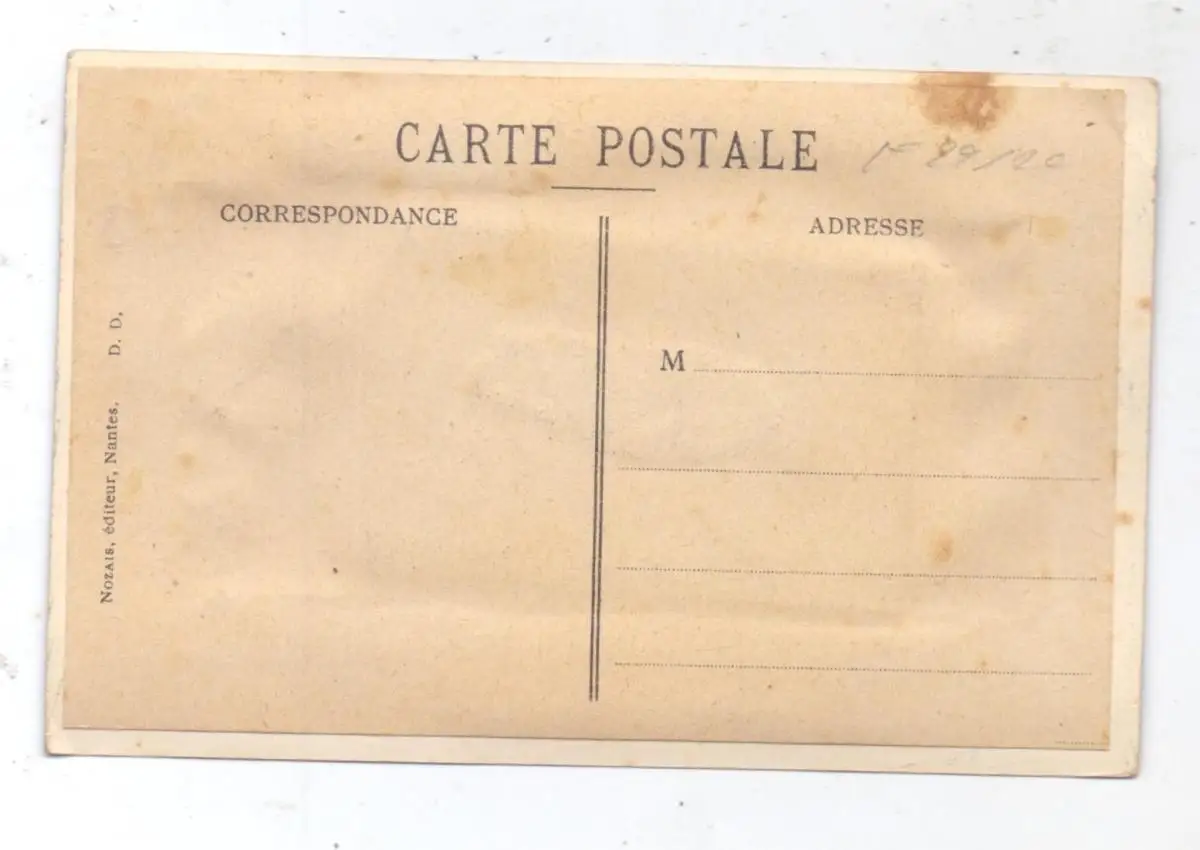 CARTE POSTALE
CORRESPONDANCE
ADRESSE
M
Nozais, éditeur, Nantes. D. D.